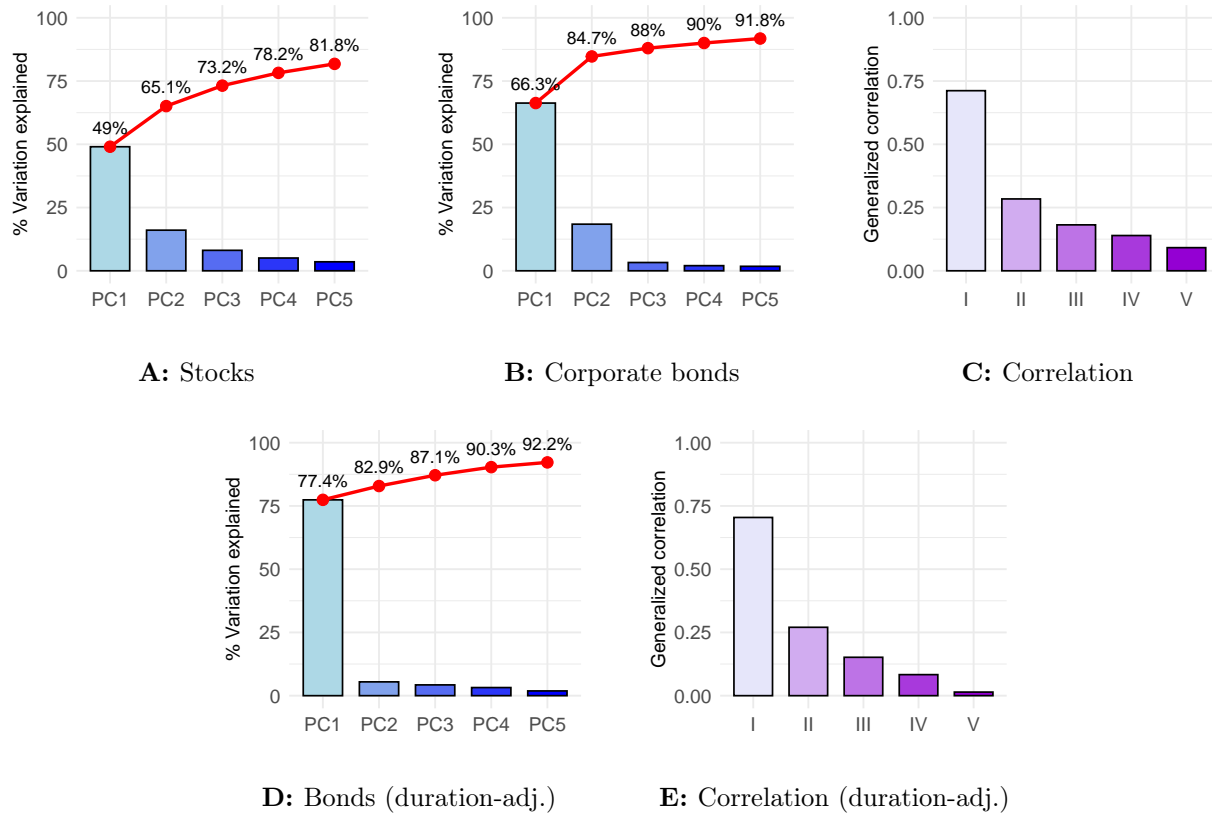 % Variation explained
100
75
50
25
0
49%
65.1%
73.2%
78.2%
81.8%
PC1 PC2 PC3 PC4 PC5
A: Stocks
% Variation explained
100
75
50
25
0
66.3%
84.7%
88%
90%
91.8%
PC1 PC2 PC3 PC4 PC5
B: Corporate bonds
Generalized correlation
1.00
0.75
0.50
0.25
0.00
I II III IV V
C: Correlation
% Variation explained
100
75
50
25
0
77.4%
82.9%
87.1%
90.3%
92.2%
PC1 PC2 PC3 PC4 PC5
D: Bonds (duration-adj.)
Generalized correlation
1.00
0.75
0.50
0.25
0.00
I II III IV V
E: Correlation (duration-adj.)